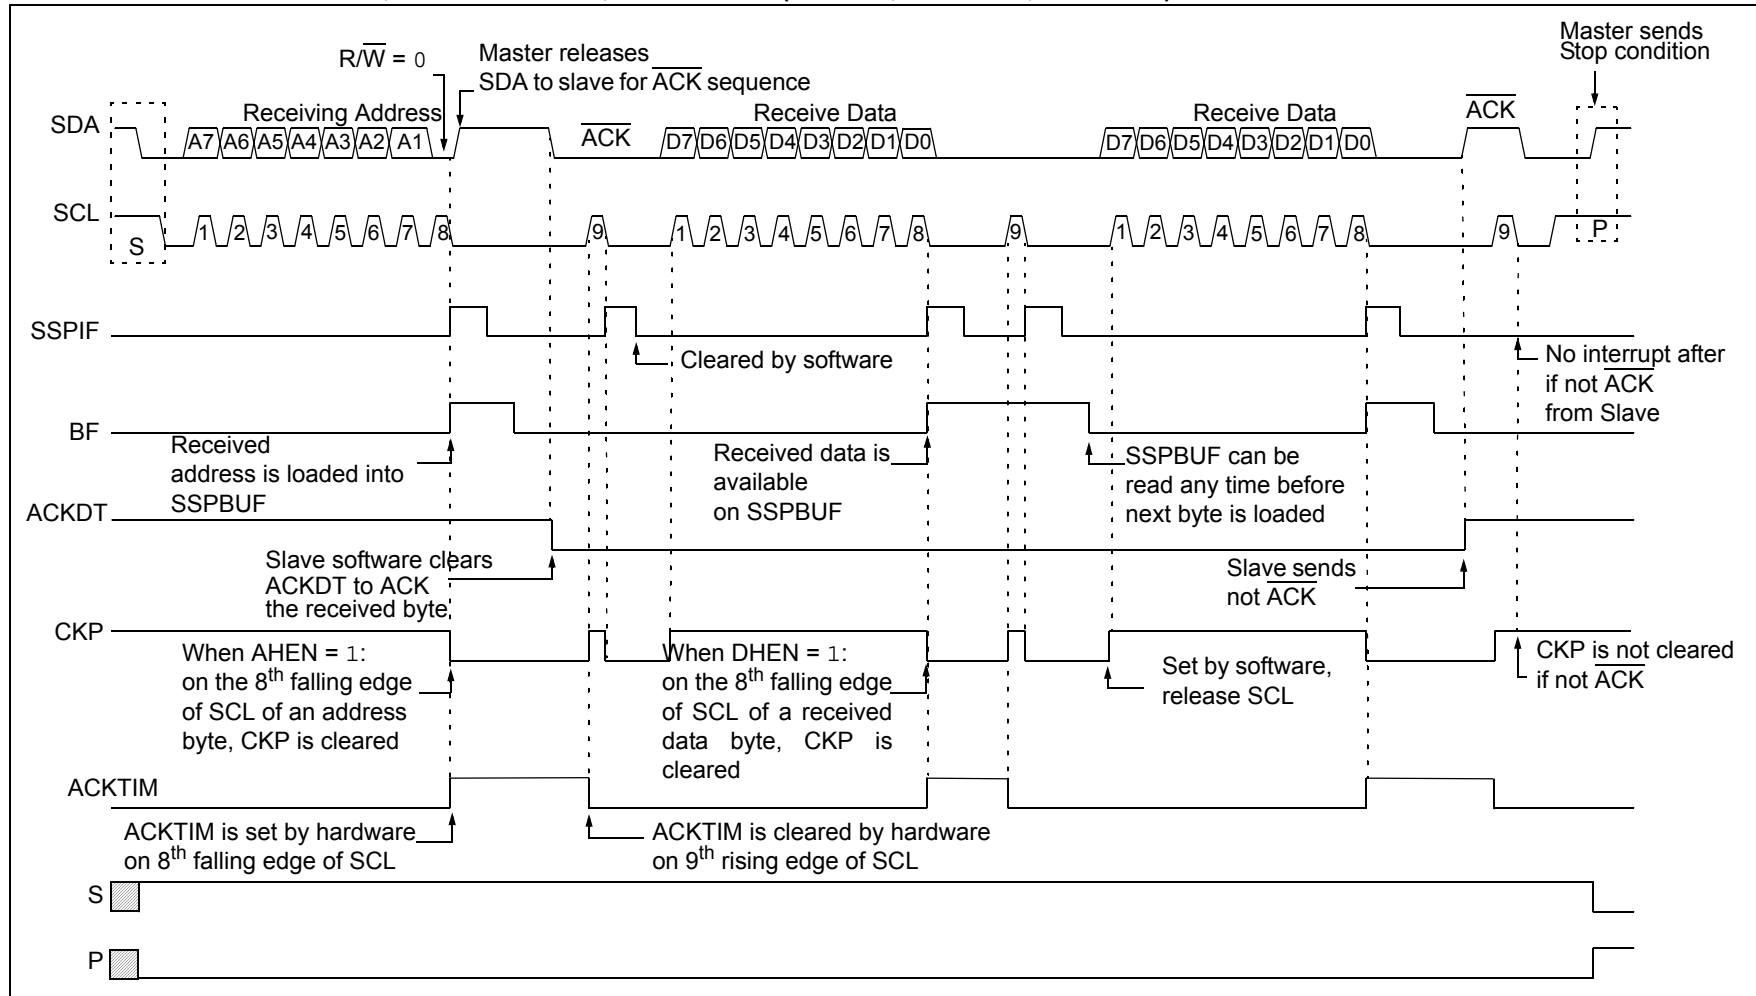 Master sends
Stop condition
R/W = 0
Master releases
SDA to slave for ACK sequence
Receiving Address
Receive Data
Receive Data
ACK
SDA
A7 A6 A5 A4 A3 A2 A1
ACK
D7 D6 D5 D4 D3 D2 D1 D0
D7 D6 D5 D4 D3 D2 D1 D0
SCL
S
1 2 3 4 5 6 7 8
9
1 2 3 4 5 6 7 8
9
1 2 3 4 5 6 7 8
9
P
SSPIF
Cleared by software
No interrupt after
if not ACK
from Slave
BF
Received
address is loaded into
SSPBUF
Received data is
available
on SSPBUF
SSPBUF can be
read any time before
next byte is loaded
ACKDT
Slave software clears
ACKDT to ACK
the received byte
Slave sends
not ACK
CKP
When AHEN = 1:
on the 8th falling edge
of SCL of an address
byte, CKP is cleared
When DHEN = 1:
on the 8th falling edge
of SCL of a received
data byte, CKP is
cleared
Set by software,
release SCL
CKP is not cleared
if not ACK
ACKTIM
ACKTIM is set by hardware
on 8th falling edge of SCL
ACKTIM is cleared by hardware
on 9th rising edge of SCL
S
P